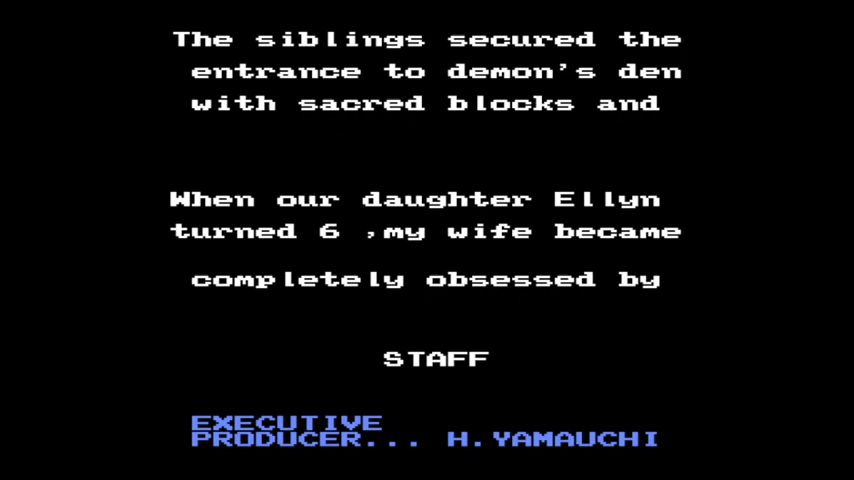 The siblings secured the
entrance to demon's den
with sacred blocks and
When our daughter Ellyn
turned 6 ,my wife became
completely obsessed by
STAFF
EXECUTIVE
PRODUCER... H.YAMAUCHI